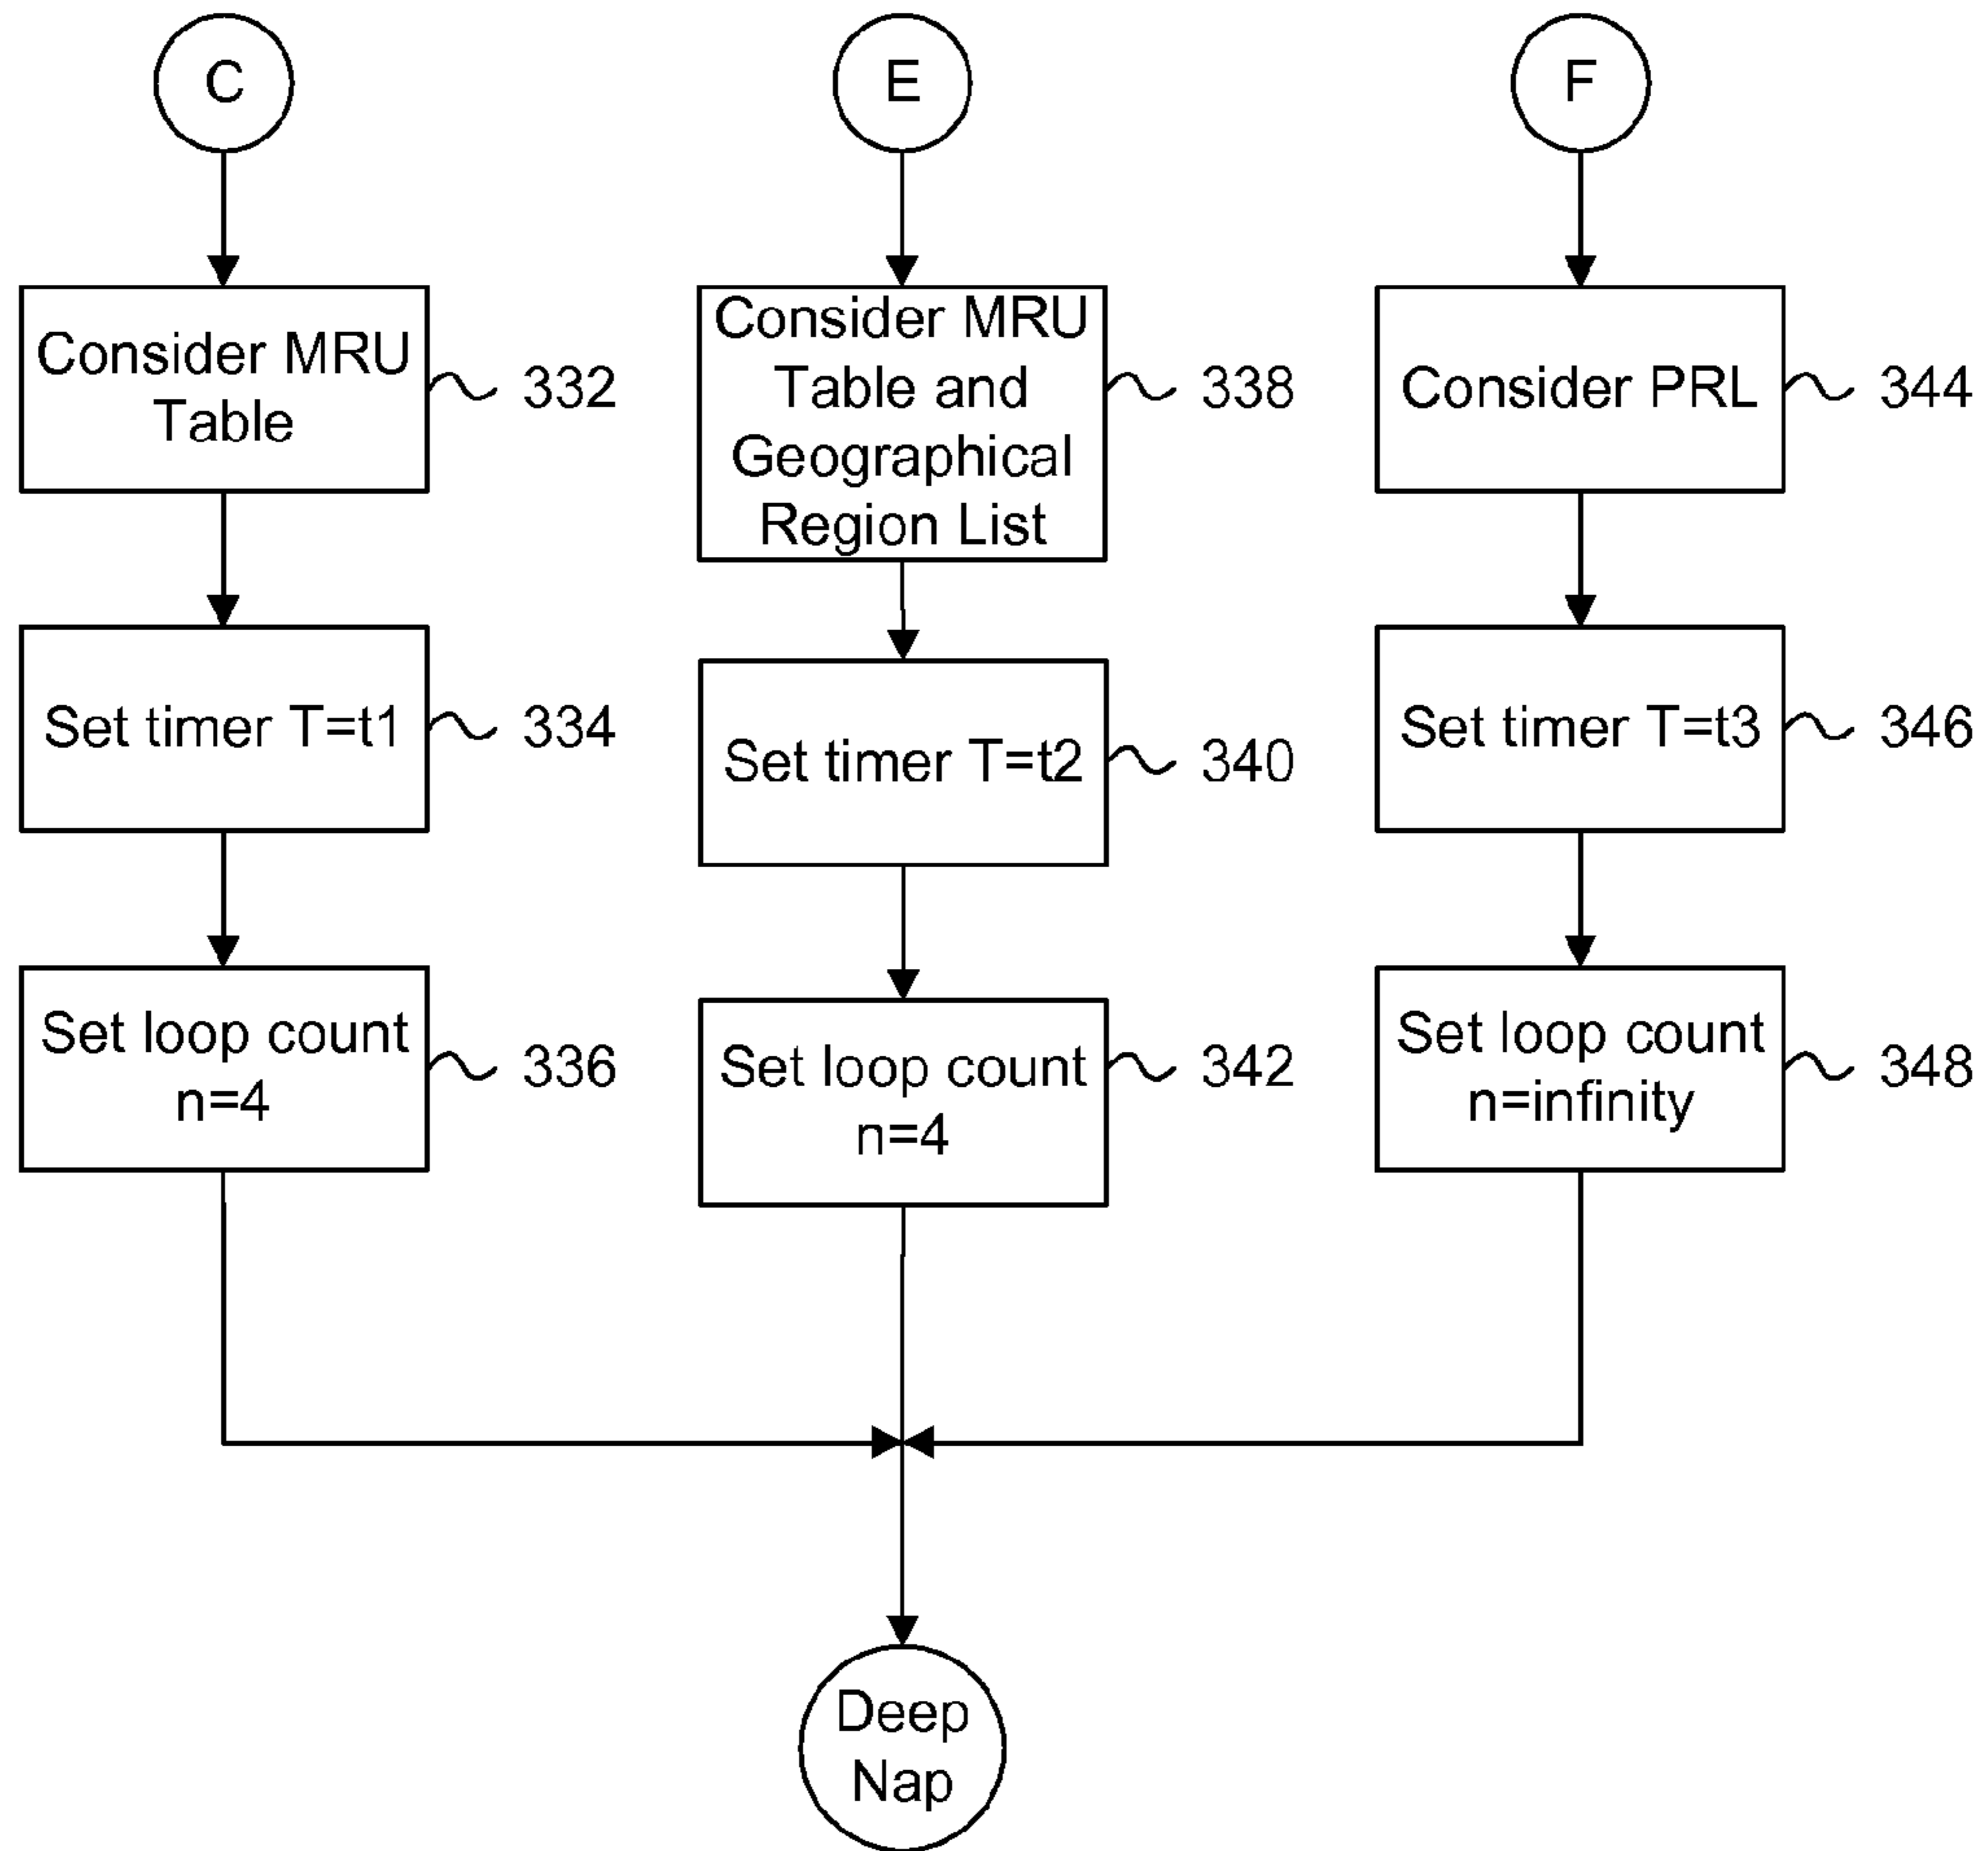 C
Consider MRU
Table
332
Set timer T=t1
334
Set loop count
n=4
336
E
Consider MRU
Table and
Geographical
Region List
338
Set timer T=t2
340
Set loop count
n=4
342
F
Consider PRL
344
Set timer T=t3
346
Set loop count
n=infinity
348
Deep
Nap